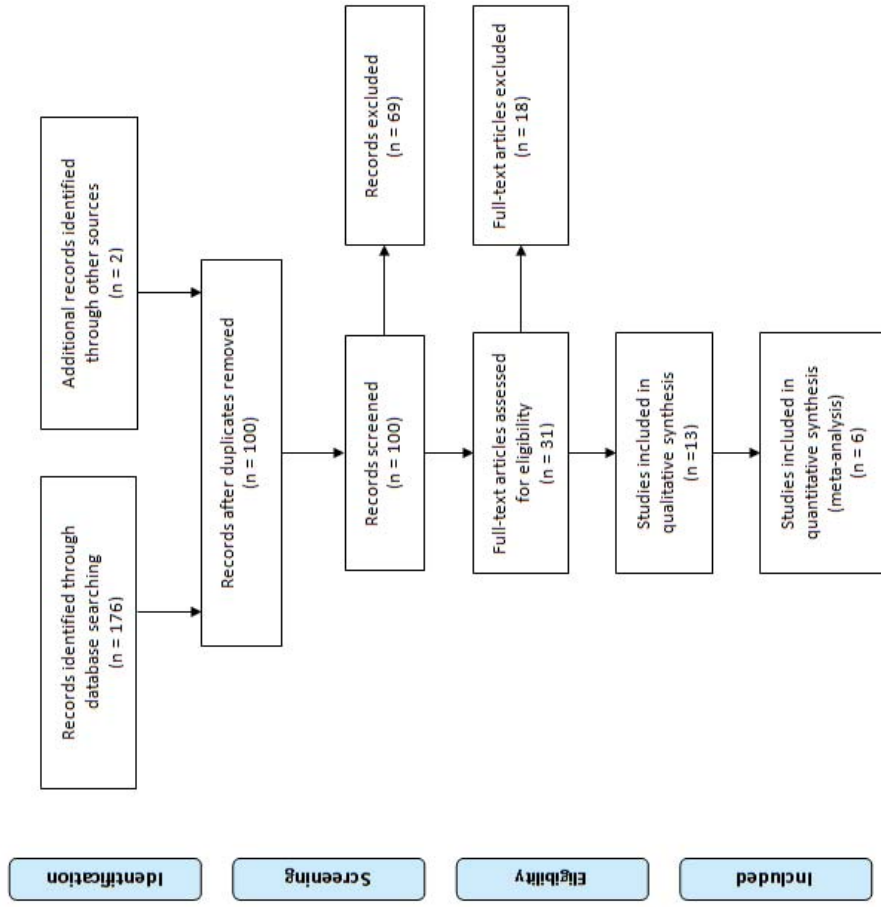 Identification
Records identified through
database searching
(n = 176)
Additional records identified
through other sources
(n = 2)
Records after duplicates removed
(n = 100)
Screening
Records screened
(n = 100)
Records excluded
(n = 69)
Eligibility
Full-text articles assessed
for eligibility
(n = 31)
Full-text articles excluded
(n = 18)
Included
Studies included in
qualitative synthesis
(n =13)
Studies included in
quantitative synthesis
(meta-analysis)
(n = 6)